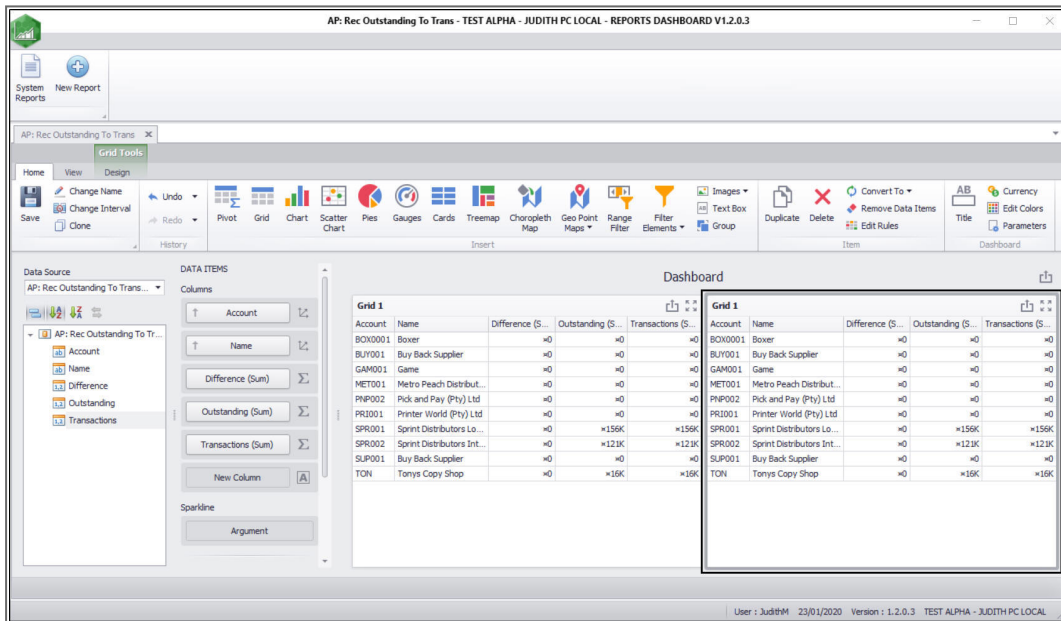 AP: Rec Outstanding To Trans - TEST ALPHA - JUDITH PC LOCAL - REPORTS DASHBOARD V1.2.0.3
System Reports
New Report
AP: Rec Outstanding To Trans
Grid Tools
Home View Design
Save
Change Name
Change Interval
Clone
Undo
Redo
History
Pivot
Grid
Chart
Scatter Chart
Pies
Gauges
Cards
Treemap
Choropleth Map
Geo Point Maps
Range Filter
Filter Elements
Images
Text Box
Group
Insert
Duplicate
Delete
Convert To
Remove Data Items
Edit Rules
Item
AB
Title
Currency
Edit Colors
Parameters
Dashboard
Data Source
AP: Rec Outstanding To Trans...
AP: Rec Outstanding To Tr...
ab Account
ab Name
1,2 Difference
1,2 Outstanding
1,2 Transactions
DATA ITEMS
Columns
Account
Name
Difference (Sum)
Outstanding (Sum)
Transactions (Sum)
New Column
Sparkline
Argument
Dashboard
Grid 1
Account Name Difference (S... Outstanding (S... Transactions (S...
BOX0001 Boxer ¤0 ¤0 ¤0
BUY001 Buy Back Supplier ¤0 ¤0 ¤0
GAM001 Game ¤0 ¤0 ¤0
MET001 Metro Peach Distribut... ¤0 ¤0 ¤0
PNP002 Pick and Pay (Pty) Ltd ¤0 ¤0 ¤0
PRI001 Printer World (Pty) Ltd ¤0 ¤0 ¤0
SPR001 Sprint Distributors Lo... ¤0 ¤156K ¤156K
SPR002 Sprint Distributors Int... ¤0 ¤121K ¤121K
SUP001 Buy Back Supplier ¤0 ¤0 ¤0
TON Tonys Copy Shop ¤0 ¤16K ¤16K
Grid 1
Account Name Difference (S... Outstanding (S... Transactions (S...
BOX0001 Boxer ¤0 ¤0 ¤0
BUY001 Buy Back Supplier ¤0 ¤0 ¤0
GAM001 Game ¤0 ¤0 ¤0
MET001 Metro Peach Distribut... ¤0 ¤0 ¤0
PNP002 Pick and Pay (Pty) Ltd ¤0 ¤0 ¤0
PRI001 Printer World (Pty) Ltd ¤0 ¤0 ¤0
SPR001 Sprint Distributors Lo... ¤0 ¤156K ¤156K
SPR002 Sprint Distributors Int... ¤0 ¤121K ¤121K
SUP001 Buy Back Supplier ¤0 ¤0 ¤0
TON Tonys Copy Shop ¤0 ¤16K ¤16K
User : JudithM 23/01/2020 Version : 1.2.0.3 TEST ALPHA - JUDITH PC LOCAL